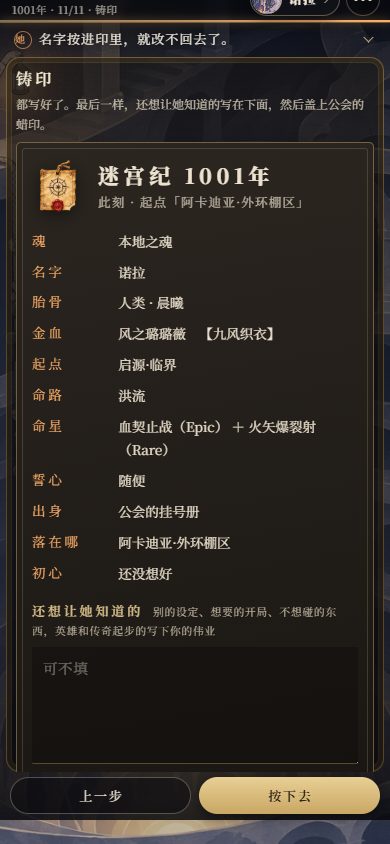 1001年 · 11/11 · 铸印
诺拉
她 名字按进印里，就改不回去了。
铸印
都写好了。最后一样，还想让她知道的写在下面，然后盖上公会的
蜡印。
迷宫纪 1001年
此刻 · 起点「阿卡迪亚·外环棚区」
魂 本地之魂
名字 诺拉
胎骨 人类 · 晨曦
金血 风之璐璐薇 【九风织衣】
起点 启源·临界
命路 洪流
命星 血契止战（Epic）＋ 火矢爆裂射
（Rare）
誓心 随便
出身 公会的挂号册
落在哪 阿卡迪亚·外环棚区
初心 还没想好
还想让她知道的 别的设定、想要的开局、不想碰的东
西，英雄和传奇起步的写下你的伟业
可不填
上一步 按下去